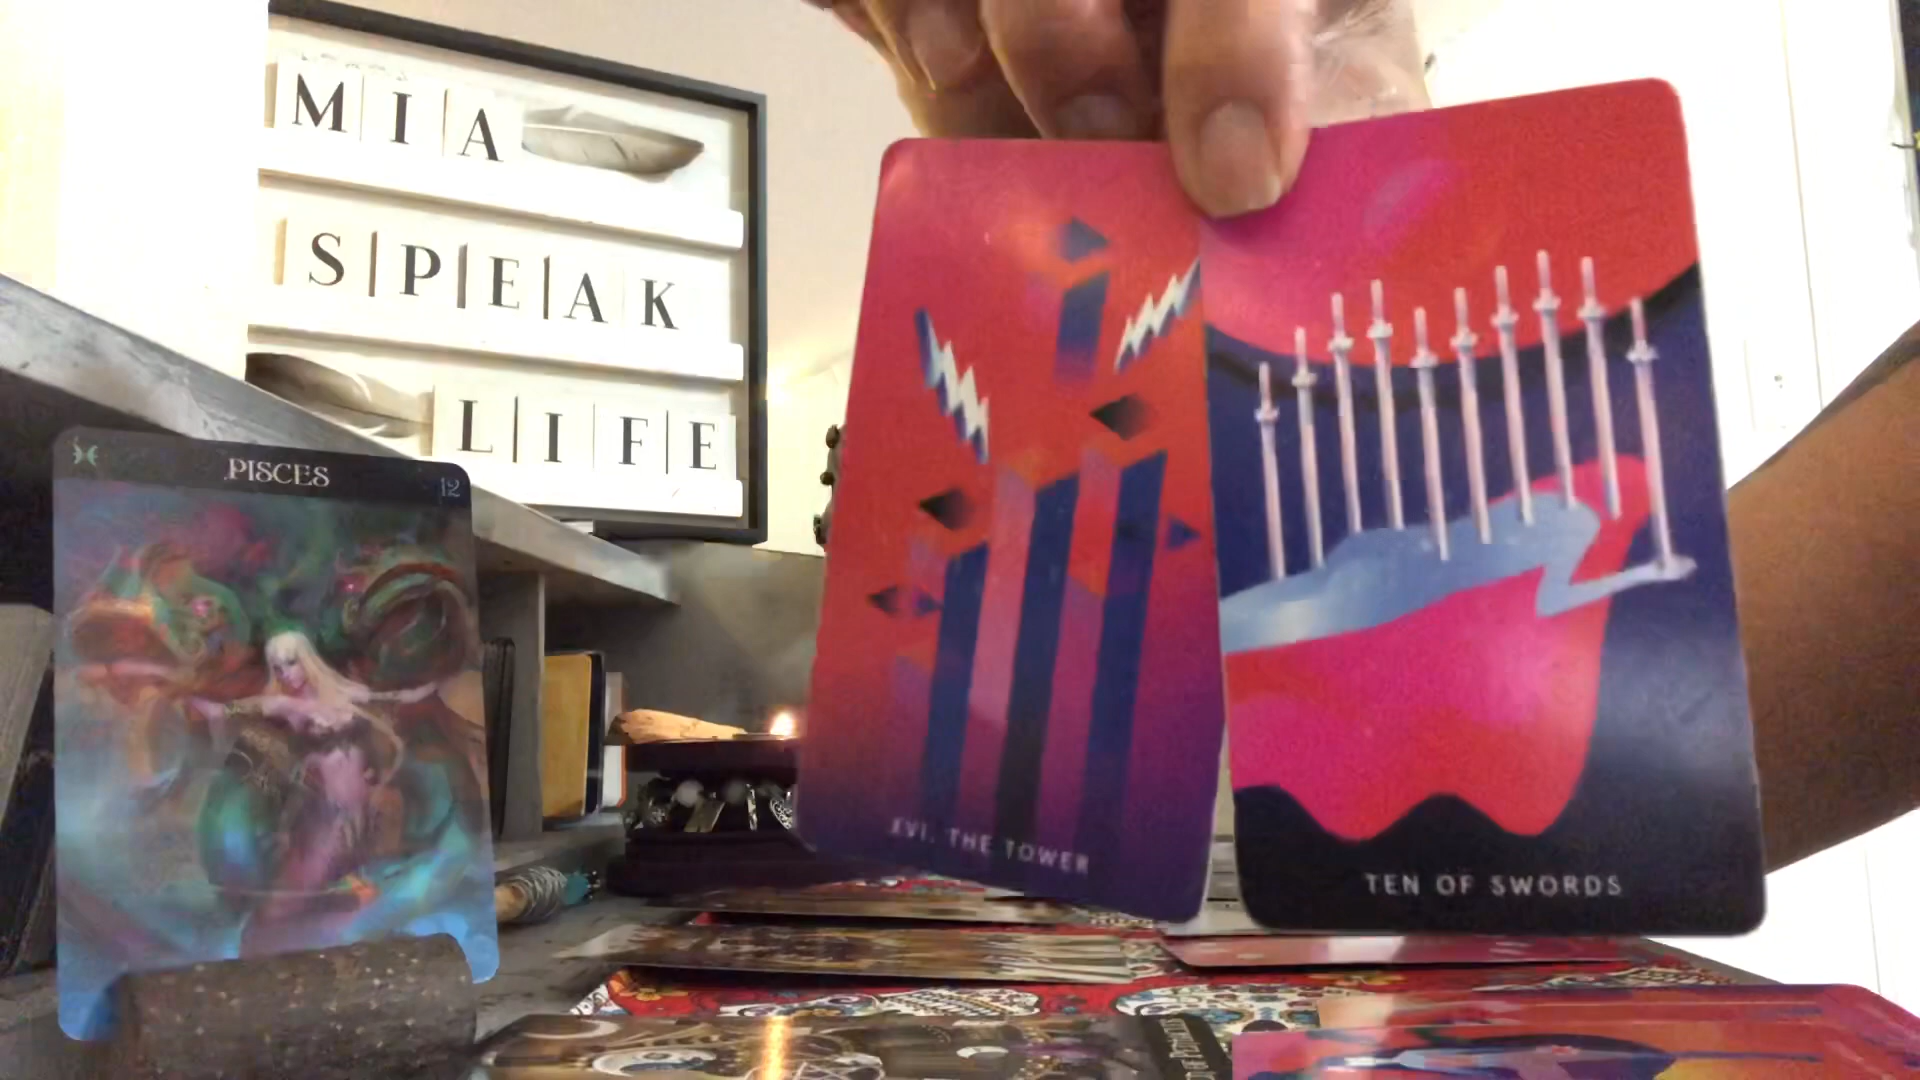 MIA
SPEAK
LIFE
PISCES
12
XVI. THE TOWER
TEN OF SWORDS